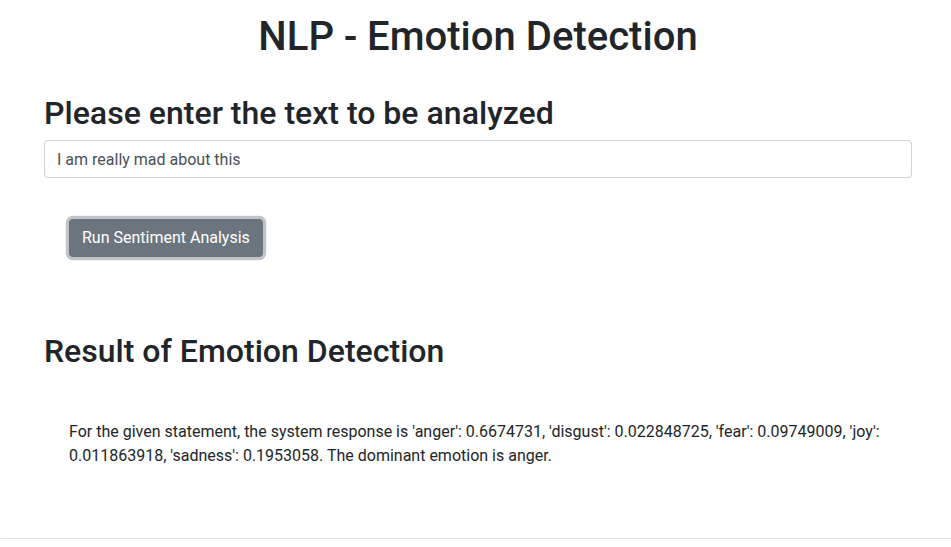 NLP - Emotion Detection
Please enter the text to be analyzed
I am really mad about this
Run Sentiment Analysis
Result of Emotion Detection
For the given statement, the system response is 'anger': 0.6674731, 'disgust': 0.022848725, 'fear': 0.09749009, 'joy':
0.011863918, 'sadness': 0.1953058. The dominant emotion is anger.